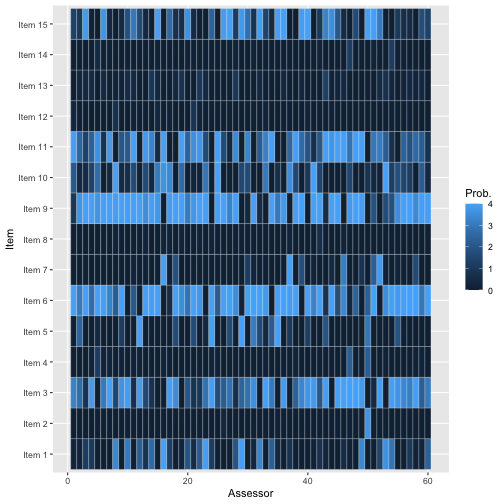 Item 15
Item 14
Item 13
Item 12
Item 11
Item 10
Item 9
Item 8
Item 7
Item 6
Item 5
Item 4
Item 3
Item 2
Item 1
Item
0
20
40
60
Assessor
Prob.
4
3
2
1
0